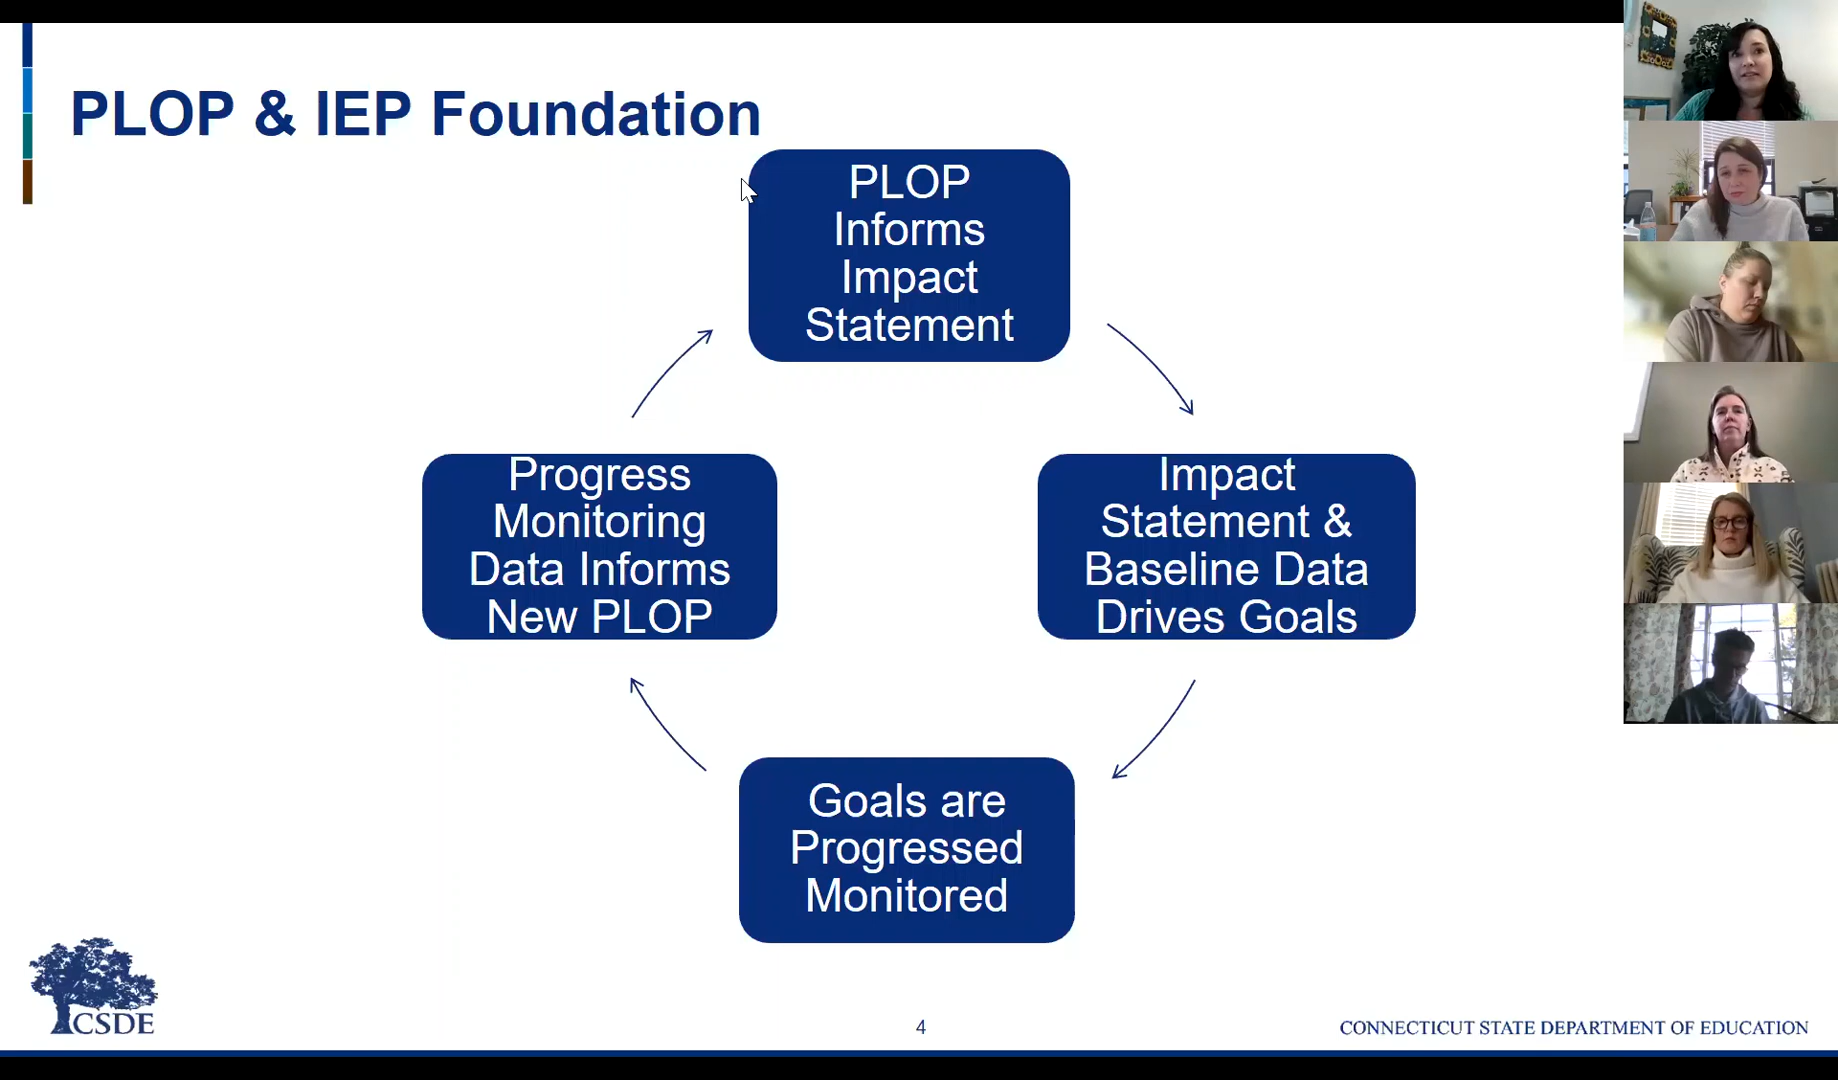 PLOP & IEP Foundation
PLOP
Informs
Impact
Statement
Impact
Statement &
Baseline Data
Drives Goals
Goals are
Progressed
Monitored
Progress
Monitoring
Data Informs
New PLOP
CSDE
4
CONNECTICUT STATE DEPARTMENT OF EDUCATION